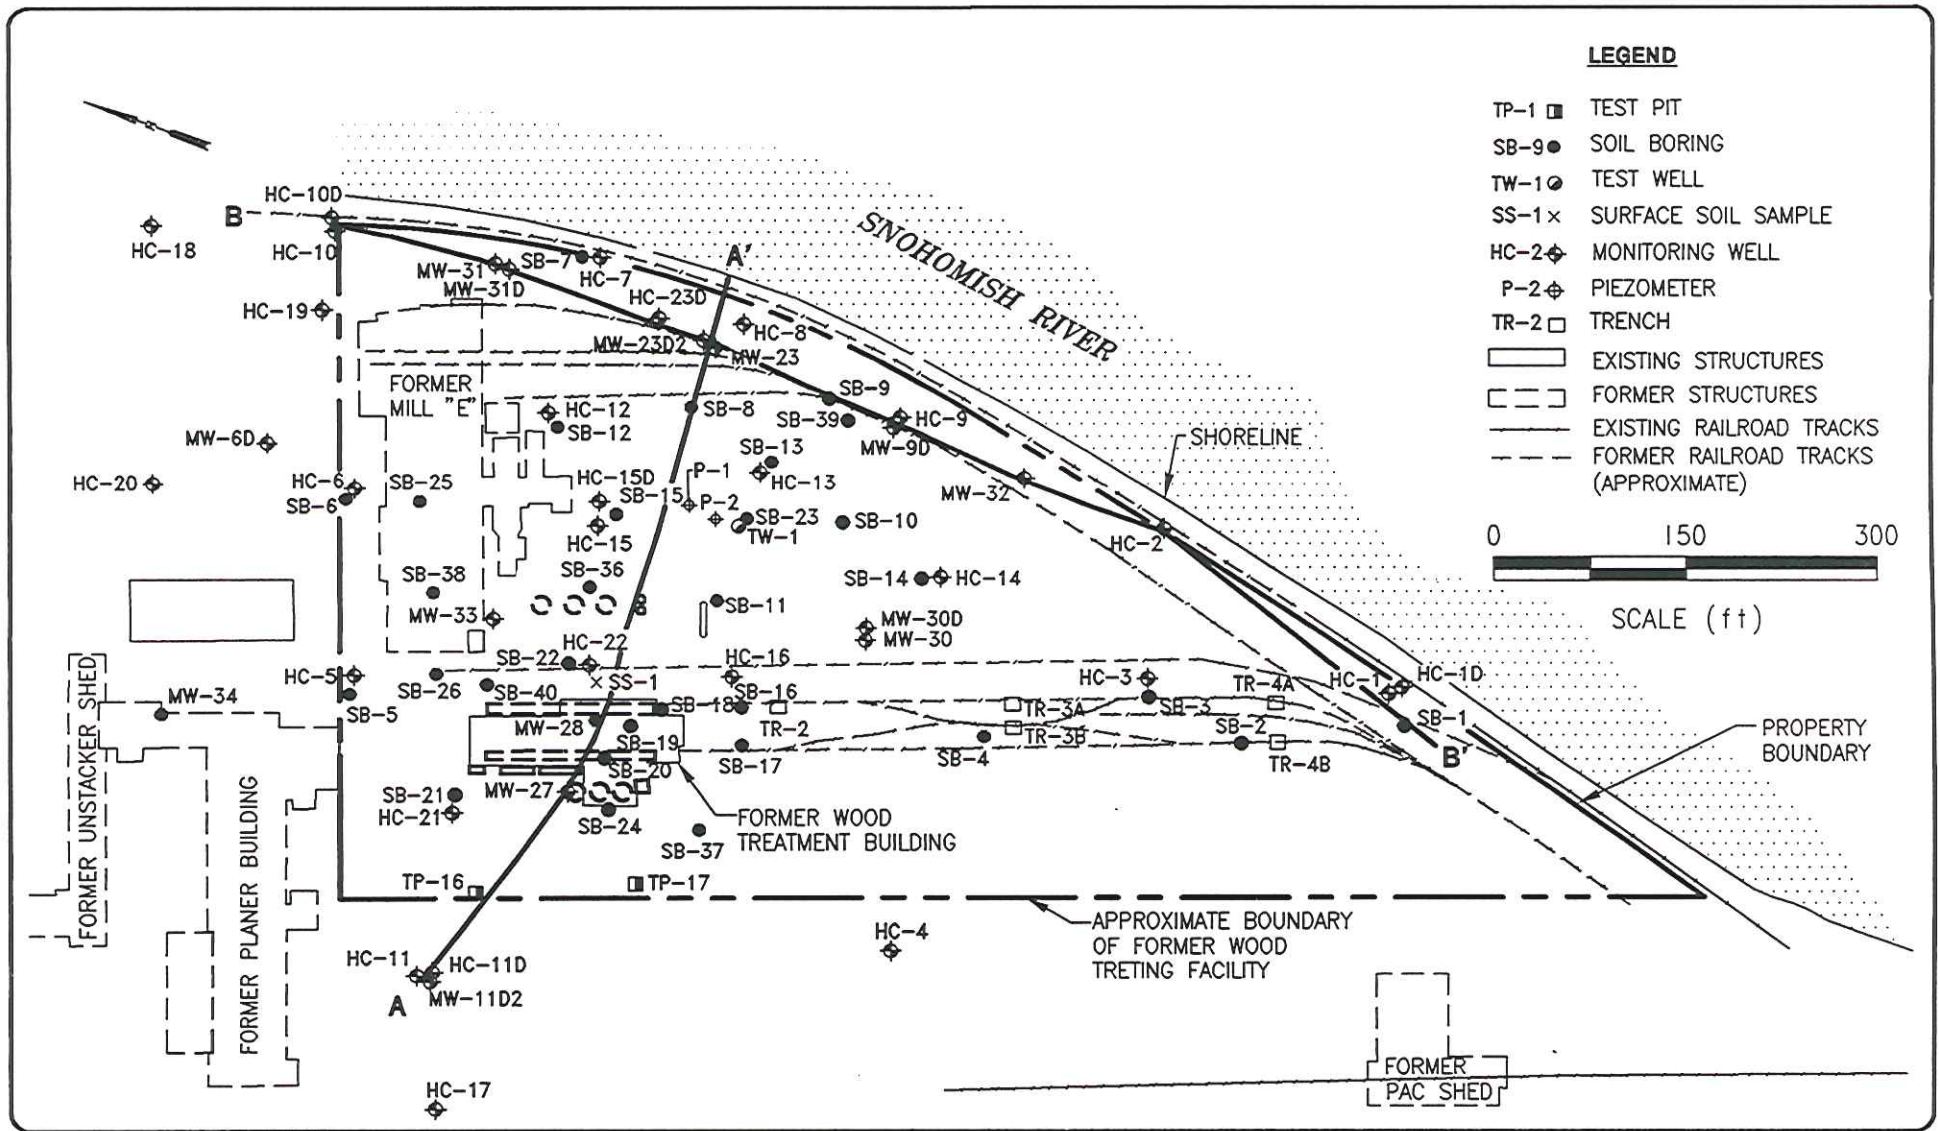 LEGEND
TP-1 TEST PIT
SB-9 SOIL BORING
TW-1 TEST WELL
SS-1 × SURFACE SOIL SAMPLE
HC-2 MONITORING WELL
P-2 PIEZOMETER
TR-2 TRENCH
EXISTING STRUCTURES
FORMER STRUCTURES
EXISTING RAILROAD TRACKS
FORMER RAILROAD TRACKS
(APPROXIMATE)
0 150 300
SCALE (ft)
SNOHOMISH RIVER
HC-10D
B
HC-18
HC-10
MW-31
SB-7
HC-7
A'
MW-31D
HC-23D
HC-19
HC-8
MW-23D2
MW-23
FORMER
MILL "E"
SB-9
HC-12
SB-8
SB-39
HC-9
SB-12
MW-6D
MW-9D
SHORELINE
SB-13
P-1
HC-13
HC-20
HC-6
SB-25
HC-15D
SB-15
MW-32
SB-6
P-2
SB-23
SB-10
TW-1
HC-15
HC-2
SB-38
SB-36
SB-14
HC-14
SB-11
MW-33
MW-30D
MW-30
HC-22
SB-22
HC-16
HC-5
SB-26
SS-1
HC-3
HC-1D
HC-1
SB-40
SB-16
TR-4A
MW-34
SB-5
SB-18
TR-3A
SB-3
MW-28
TR-2
SB-2
SB-1
SB-19
TR-3B
PROPERTY
BOUNDARY
SB-20
SB-17
SB-4
TR-4B
B'
MW-27
SB-21
HC-21
SB-24
FORMER WOOD
TREATMENT BUILDING
SB-37
FORMER UNSTACKER SHED
FORMER PLANER BUILDING
TP-16
TP-17
APPROXIMATE BOUNDARY
OF FORMER WOOD
TRETING FACILITY
HC-4
HC-11
HC-11D
MW-11D2
A
FORMER
PAC SHED
HC-17